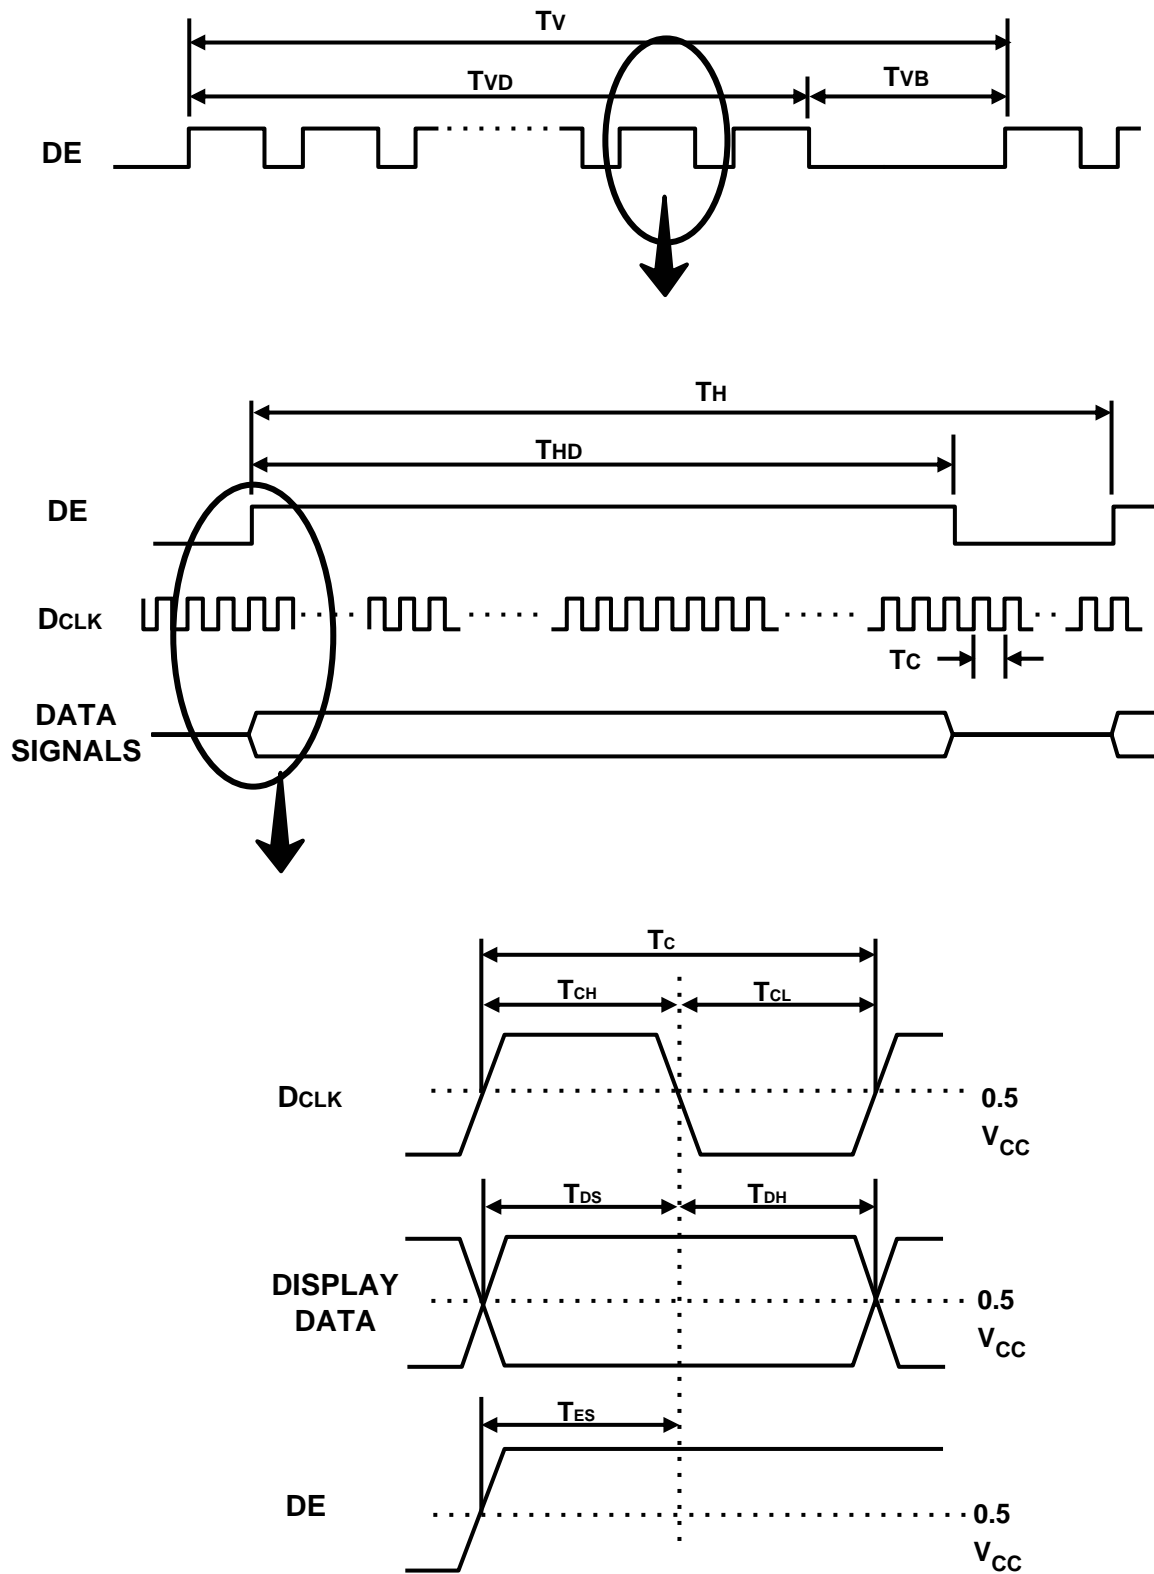 TV
TVD
TVB
DE
TH
THD
DE
DCLK
TC
DATA
SIGNALS
TC
TCH
TCL
DCLK
0.5
VCC
TDS
TDH
DISPLAY
DATA
0.5
VCC
TES
DE
0.5
VCC